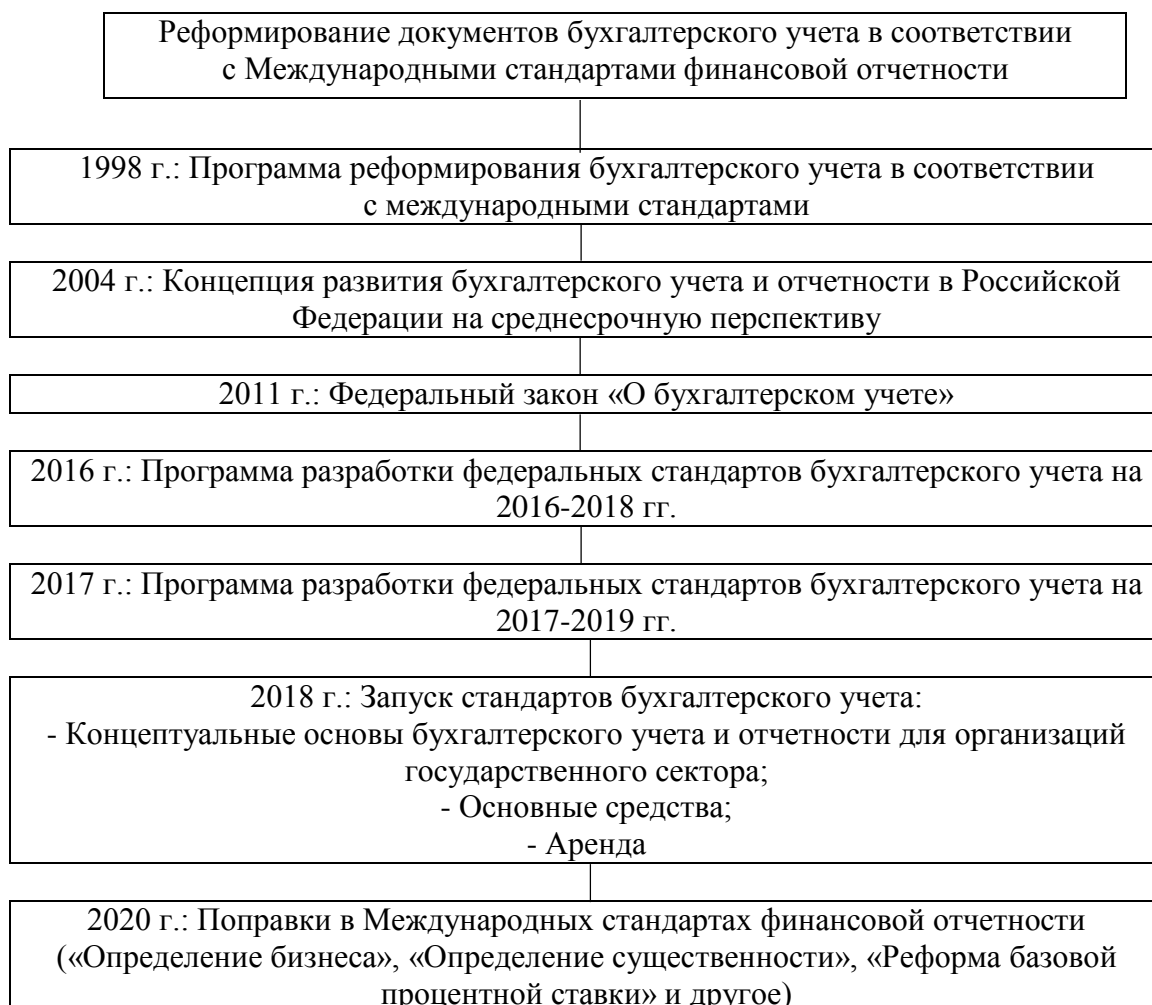 Реформирование документов бухгалтерского учета в соответствии
с Международными стандартами финансовой отчетности
1998 г.: Программа реформирования бухгалтерского учета в соответствии
с международными стандартами
2004 г.: Концепция развития бухгалтерского учета и отчетности в Российской
Федерации на среднесрочную перспективу
2011 г.: Федеральный закон «О бухгалтерском учете»
2016 г.: Программа разработки федеральных стандартов бухгалтерского учета на
2016-2018 гг.
2017 г.: Программа разработки федеральных стандартов бухгалтерского учета на
2017-2019 гг.
2018 г.: Запуск стандартов бухгалтерского учета:
- Концептуальные основы бухгалтерского учета и отчетности для организаций
государственного сектора;
- Основные средства;
- Аренда
2020 г.: Поправки в Международных стандартах финансовой отчетности
(«Определение бизнеса», «Определение существенности», «Реформа базовой
процентной ставки» и другое)